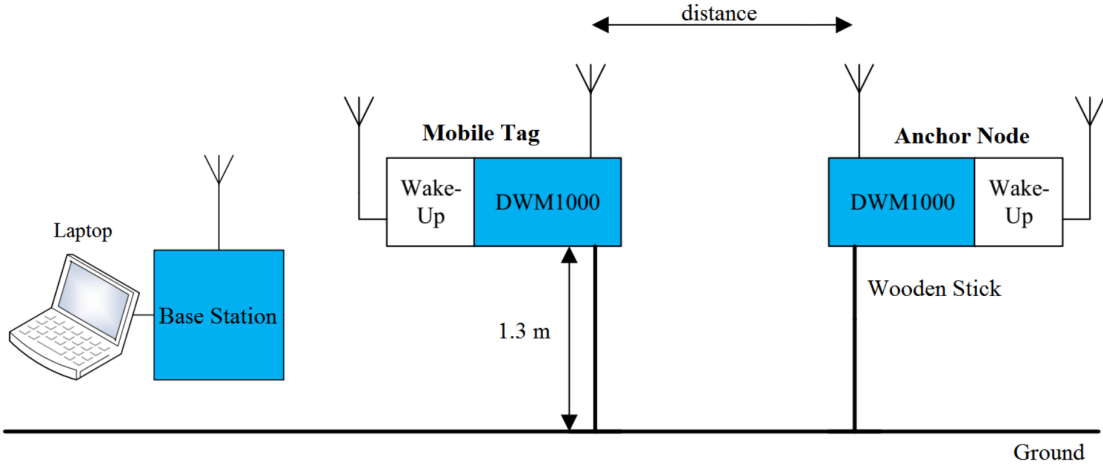 distance
Mobile Tag
Anchor Node
Wake-
Up
DWM1000
DWM1000
Wake-
Up
Laptop
Base Station
Wooden Stick
1.3 m
Ground